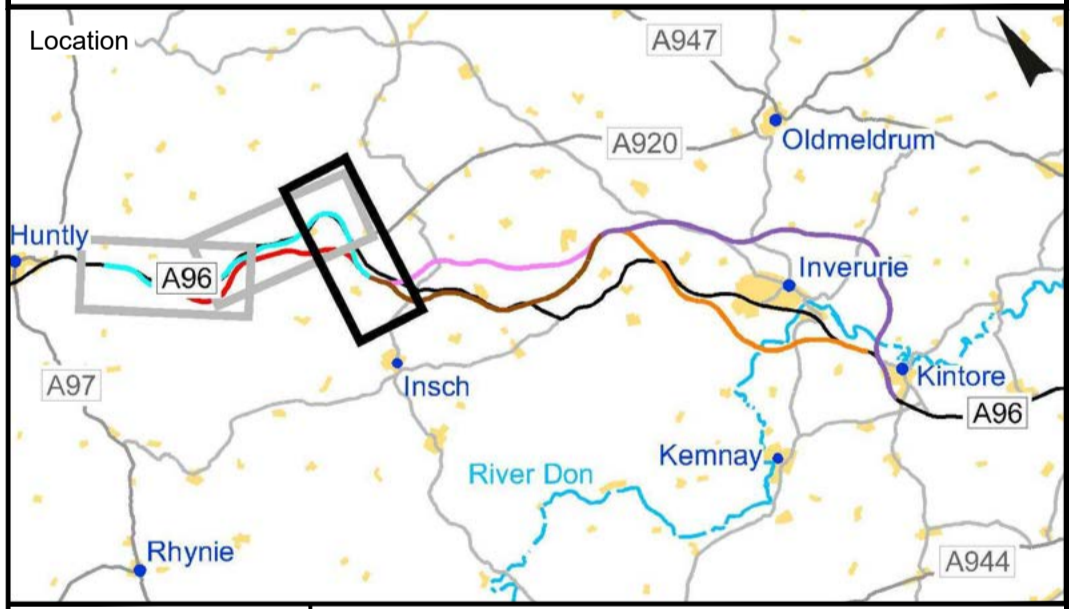 Location
A947
Oldmeldrum
A920
Huntly
A96
Inverurie
Insch
Kintore
A97
A96
Kemnay
River Don
Rhynie
A944